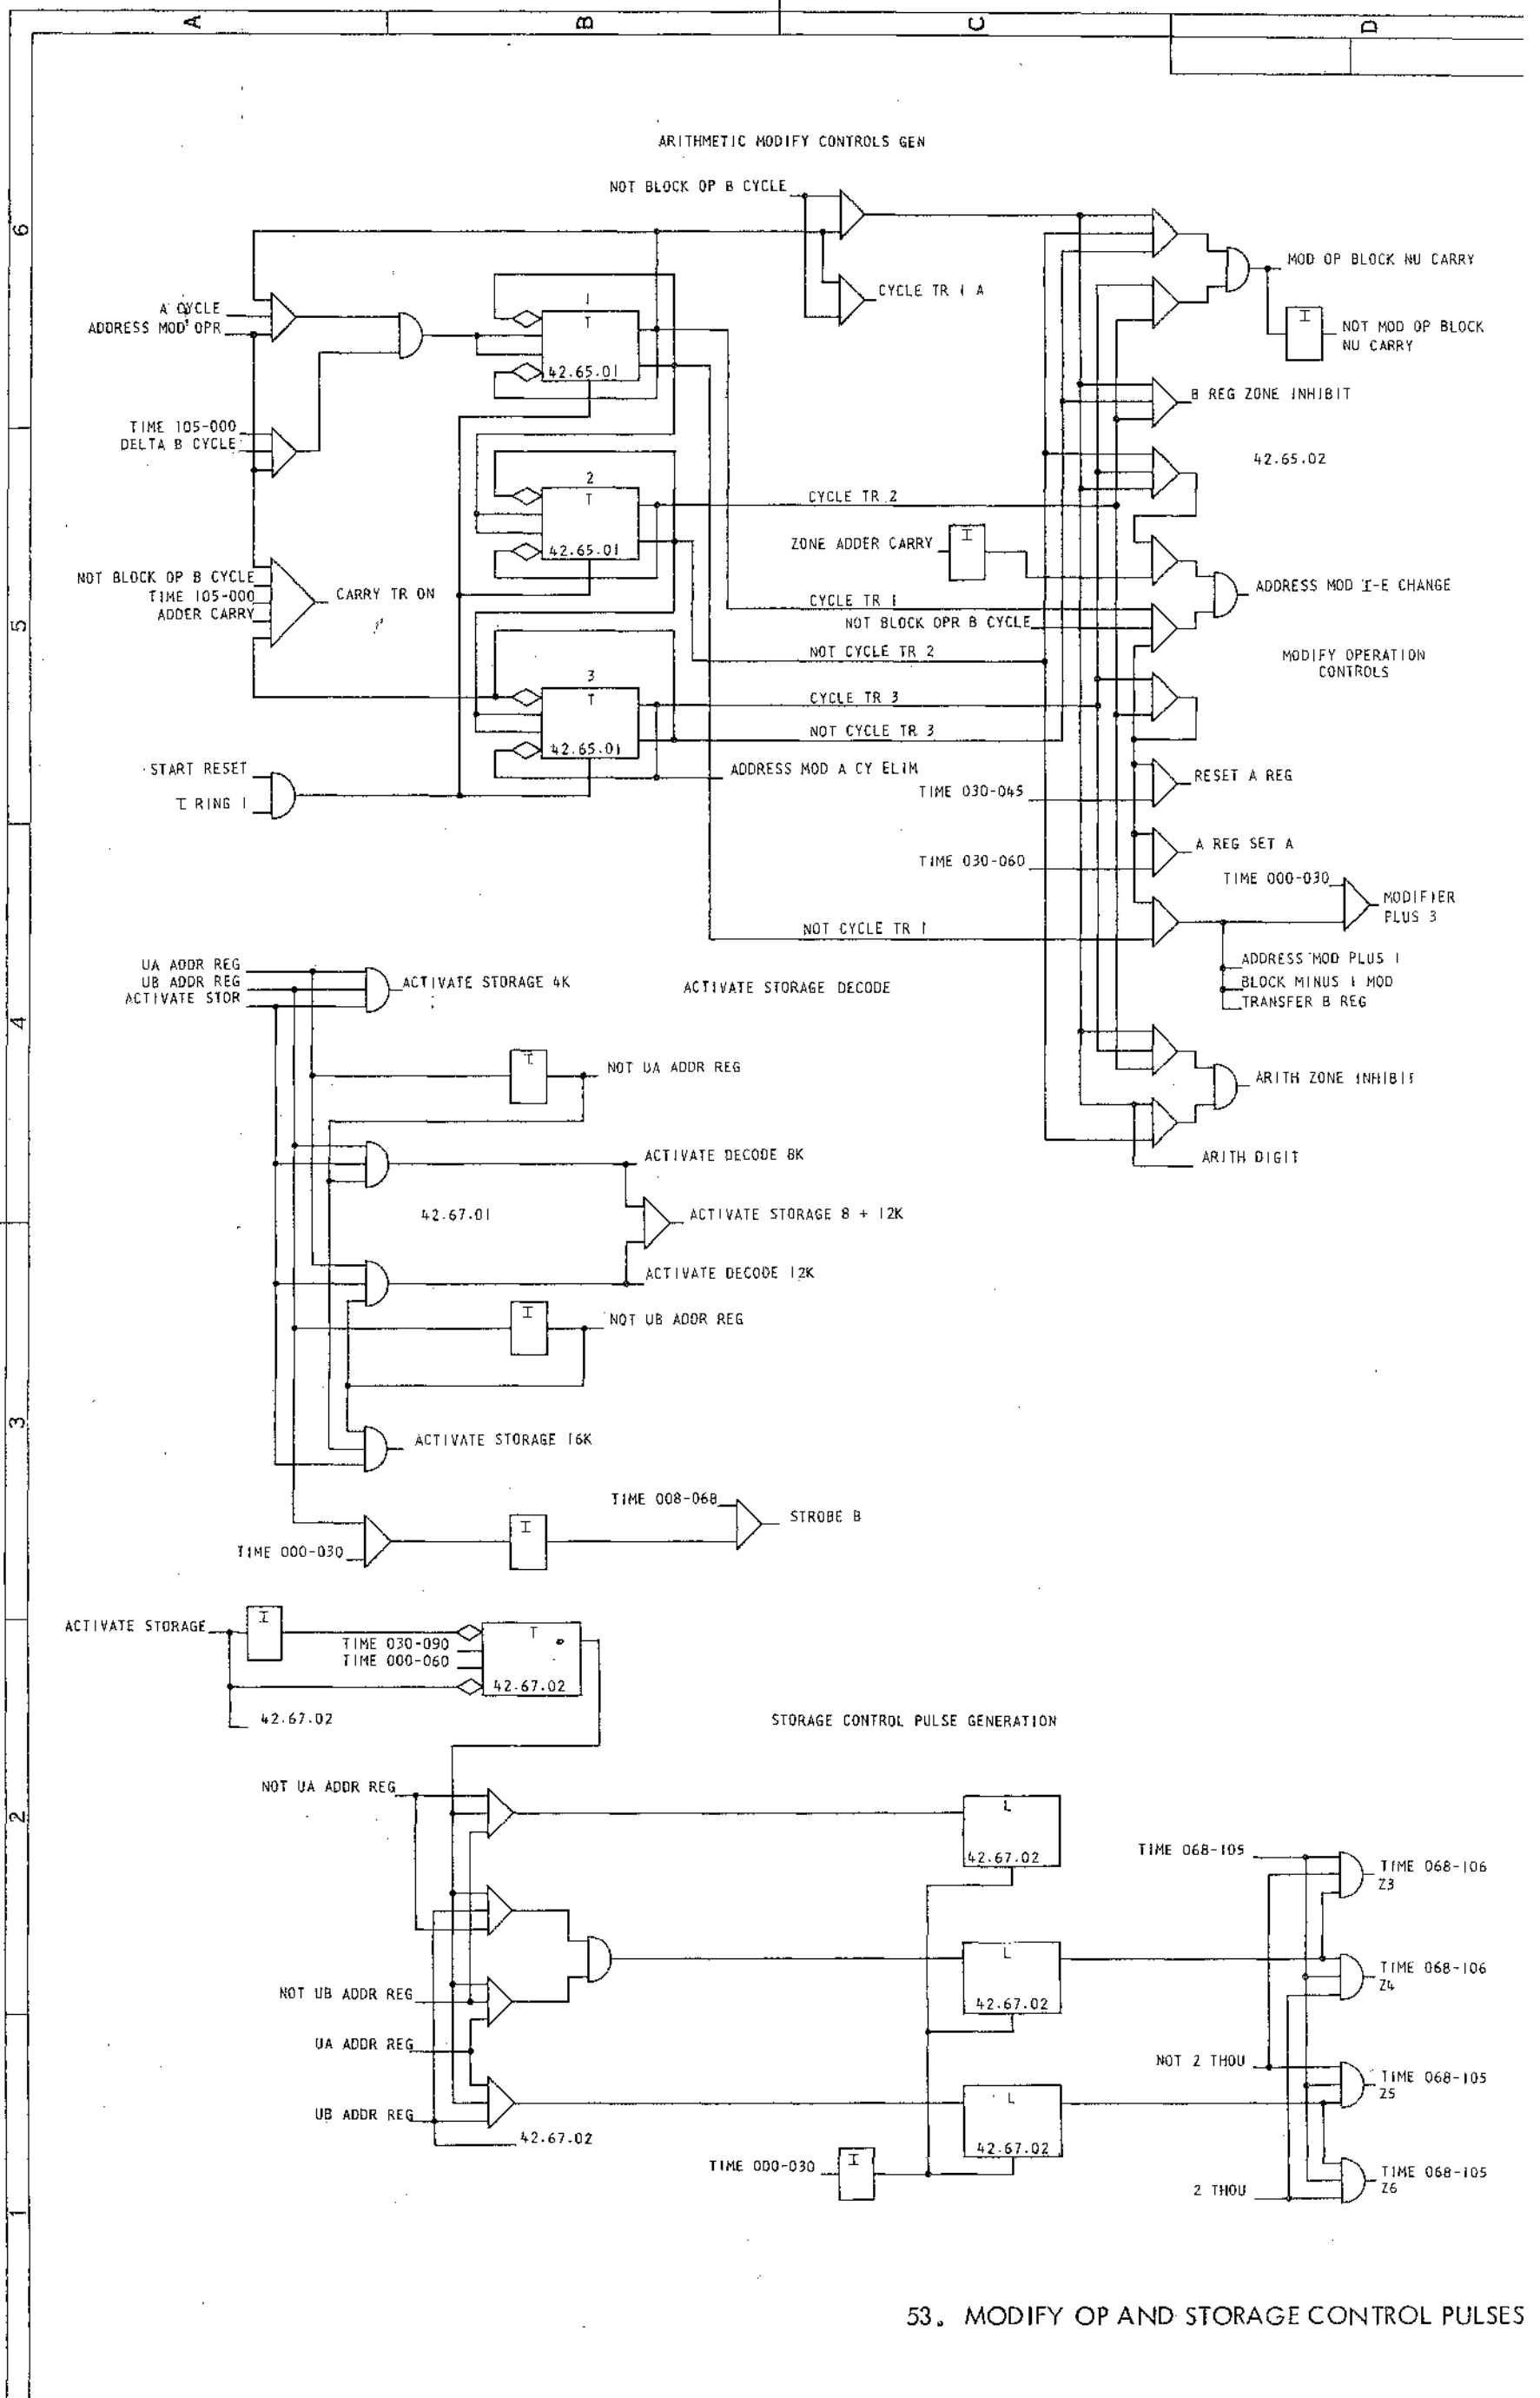 A
B
C
D
6
5
4
3
2
1
ARITHMETIC MODIFY CONTROLS GEN
NOT BLOCK OP B CYCLE
A CYCLE
ADDRESS MOD OPR
1
T
42.65.01
CYCLE TR 1 A
MOD OP BLOCK NU CARRY
I
NOT MOD OP BLOCK
NU CARRY
B REG ZONE INHIBIT
TIME 105-000
DELTA B CYCLE
42.65.02
2
T
42.65.01
CYCLE TR 2
ZONE ADDER CARRY
I
NOT BLOCK OP B CYCLE
TIME 105-000
ADDER CARRY
CARRY TR ON
CYCLE TR 1
NOT BLOCK OPR B CYCLE
ADDRESS MOD I-E CHANGE
NOT CYCLE TR 2
MODIFY OPERATION
CONTROLS
3
T
42.65.01
CYCLE TR 3
NOT CYCLE TR 3
START RESET
I RING 1
ADDRESS MOD A CY ELIM
TIME 030-045
RESET A REG
TIME 030-060
A REG SET A
TIME 000-030
MODIFIER
PLUS 3
NOT CYCLE TR 1
ADDRESS MOD PLUS 1
BLOCK MINUS 1 MOD
TRANSFER B REG
UA ADDR REG
UB ADDR REG
ACTIVATE STOR
ACTIVATE STORAGE 4K
ACTIVATE STORAGE DECODE
I
NOT UA ADDR REG
ARITH ZONE INHIBIT
ARITH DIGIT
ACTIVATE DECODE 8K
42.67.01
ACTIVATE STORAGE 8 + 12K
ACTIVATE DECODE 12K
I
NOT UB ADDR REG
ACTIVATE STORAGE 16K
TIME 008-068
STROBE B
I
TIME 000-030
ACTIVATE STORAGE
I
TIME 030-090
TIME 000-060
T
42.67.02
42.67.02
STORAGE CONTROL PULSE GENERATION
NOT UA ADDR REG
L
42.67.02
TIME 068-105
TIME 068-106
Z3
L
42.67.02
TIME 068-106
Z4
NOT UB ADDR REG
UA ADDR REG
NOT 2 THOU
TIME 068-105
Z5
UB ADDR REG
42.67.02
L
42.67.02
TIME 000-030
I
2 THOU
TIME 068-105
Z6
53. MODIFY OP AND STORAGE CONTROL PULSES